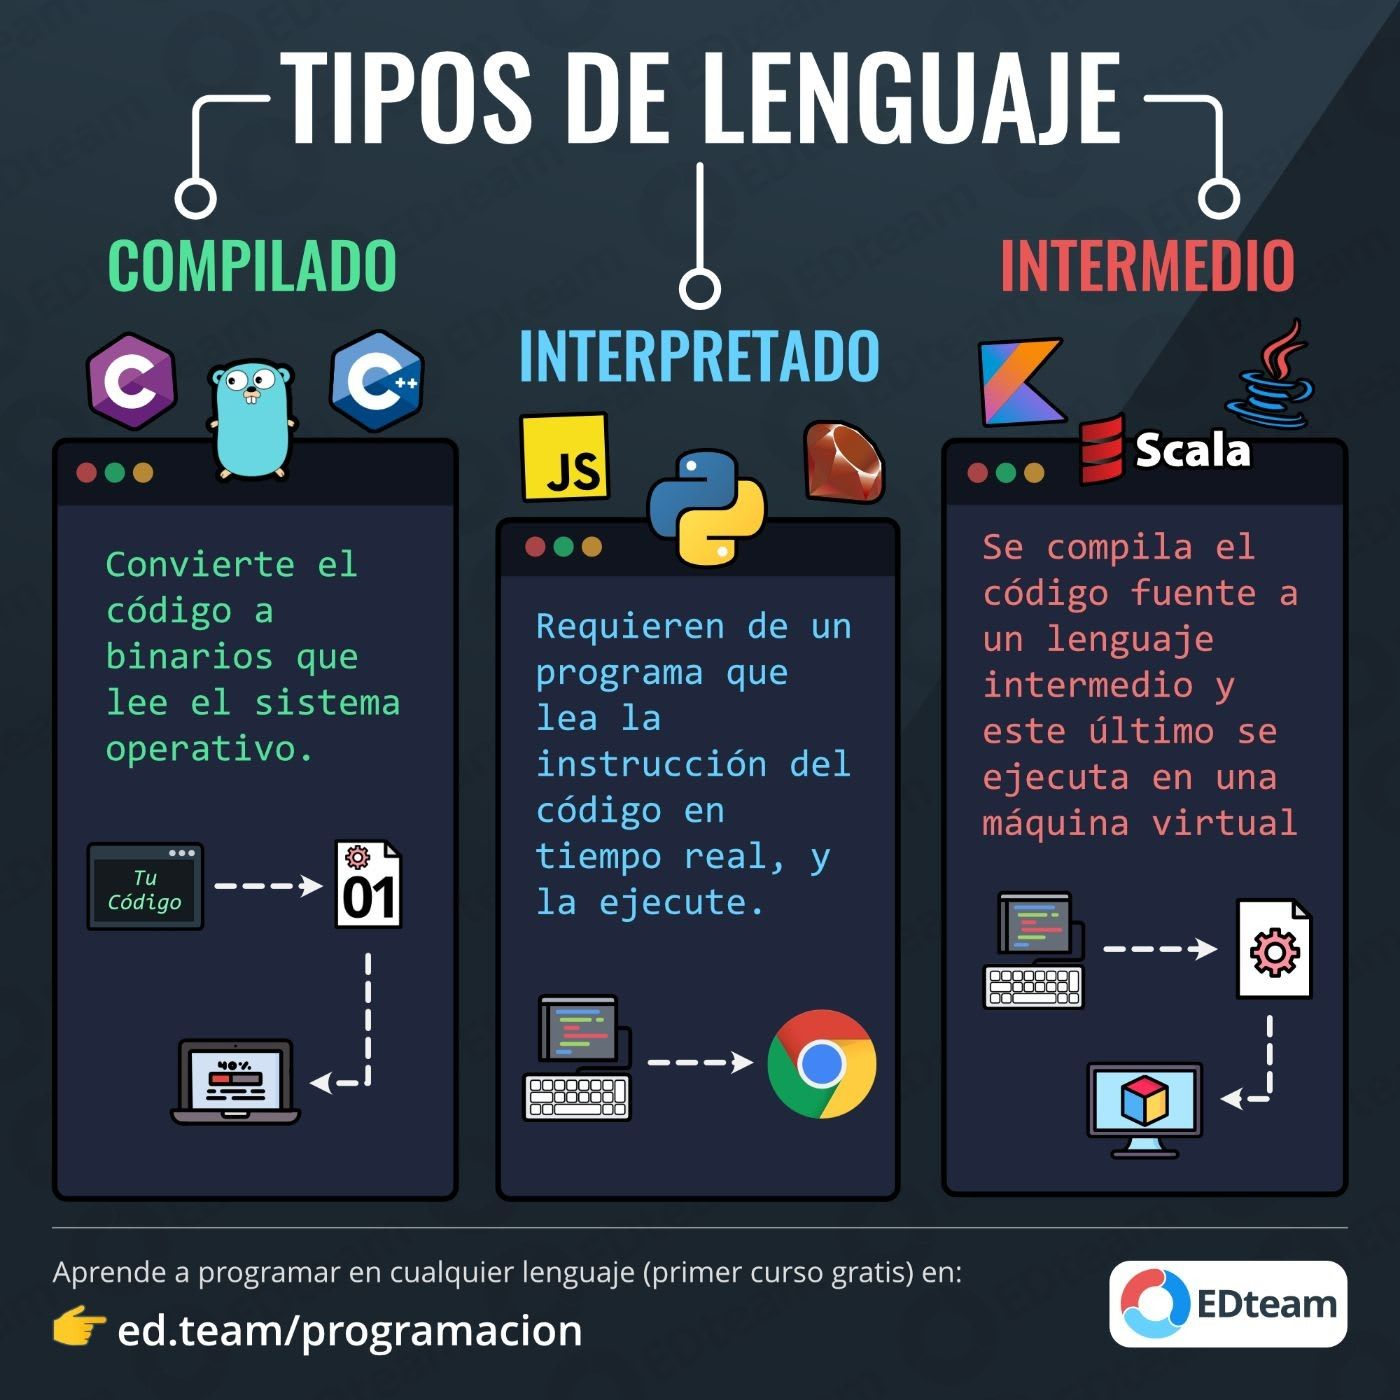 TIPOS DE LENGUAJE
COMPILADO
C
C++
Convierte el
código a
binarios que
lee el sistema
operativo.
Tu
Código
01
40%
INTERPRETADO
JS
Requieren de un
programa que
lea la
instrucción del
código en
tiempo real, y
la ejecute.
INTERMEDIO
Scala
Se compila el
código fuente a
un lenguaje
intermedio y
este último se
ejecuta en una
máquina virtual
Aprende a programar en cualquier lenguaje (primer curso gratis) en:
ed.team/programacion
EDteam